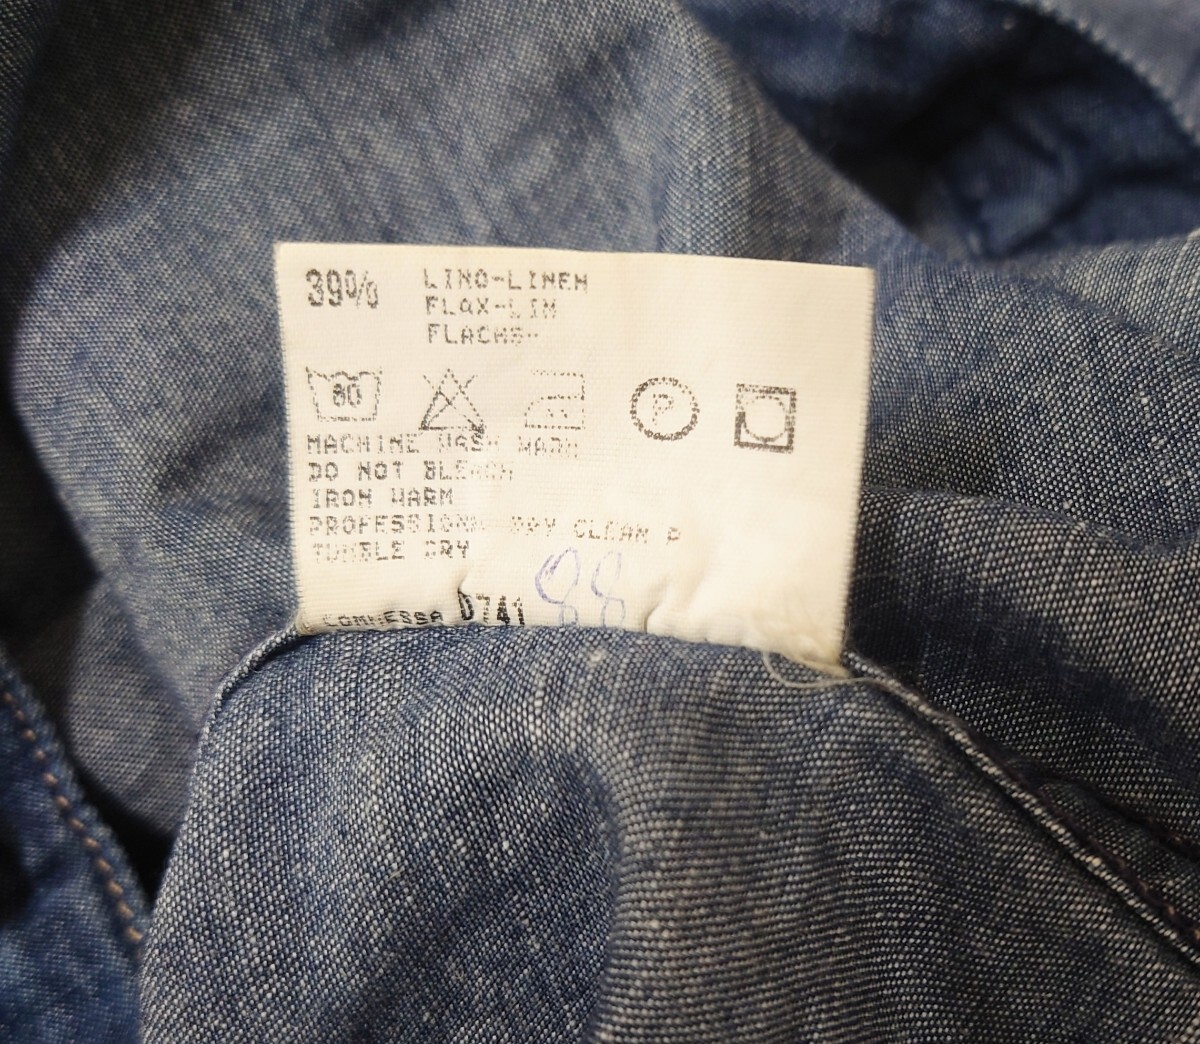 39% LINO-LINEN
FLAX-LIN
FLACHS-
P
MACHINE WASH WARM
DO NOT BLEACH
IRON WARM
PROFESSIONAL DRY CLEAN P
TUMBLE DRY
COMMESSA 0741 88